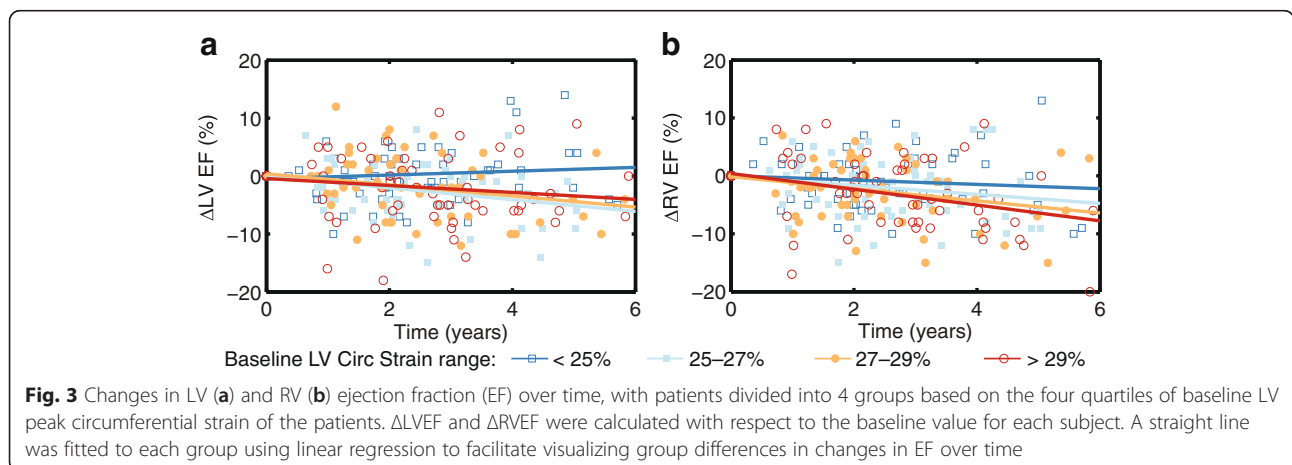 a
b
20
10
0
−10
−20
ΔLV EF (%)
0
2
4
6
Time (years)
20
10
0
−10
−20
ΔRV EF (%)
0
2
4
6
Time (years)
Baseline LV Circ Strain range: < 25% 25–27% 27–29% > 29%
Fig. 3 Changes in LV (a) and RV (b) ejection fraction (EF) over time, with patients divided into 4 groups based on the four quartiles of baseline LV
peak circumferential strain of the patients. ΔLVEF and ΔRVEF were calculated with respect to the baseline value for each subject. A straight line
was fitted to each group using linear regression to facilitate visualizing group differences in changes in EF over time